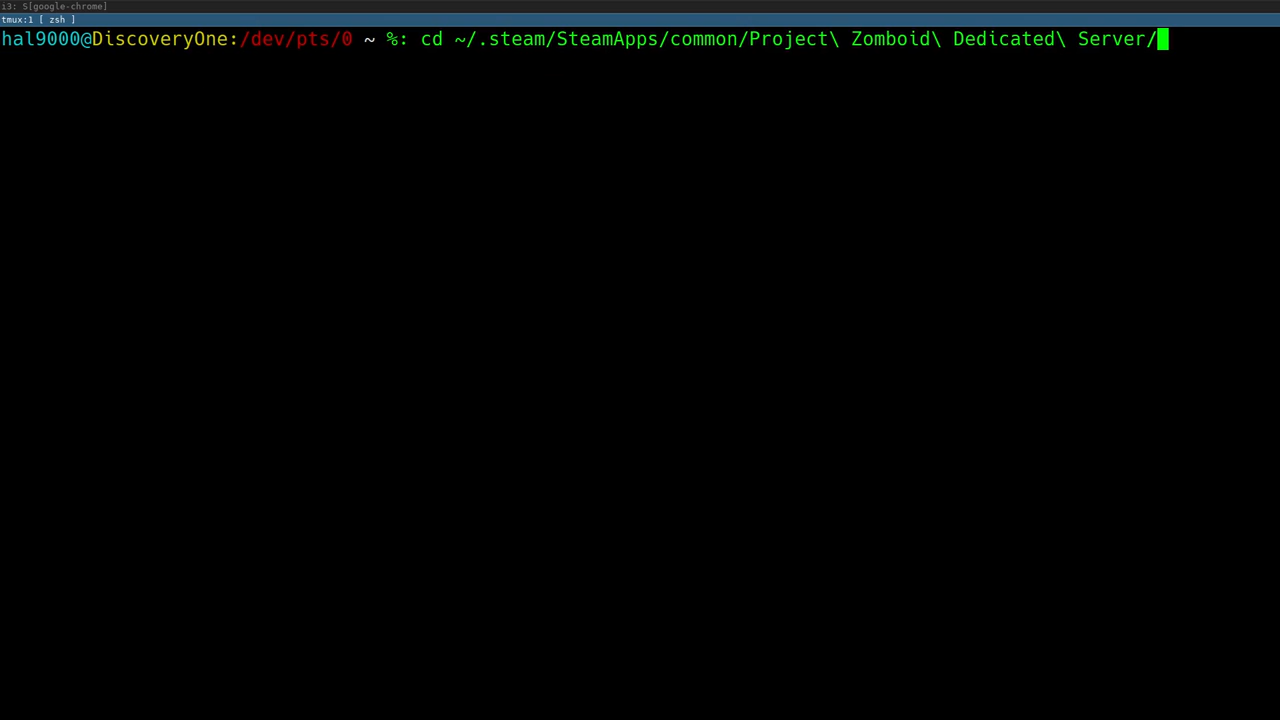 i3: S[google-chrome]
tmux:1 [ zsh ]
hal9000@DiscoveryOne:/dev/pts/0 ~ %: cd ~/.steam/SteamApps/common/Project\ Zomboid\ Dedicated\ Server/